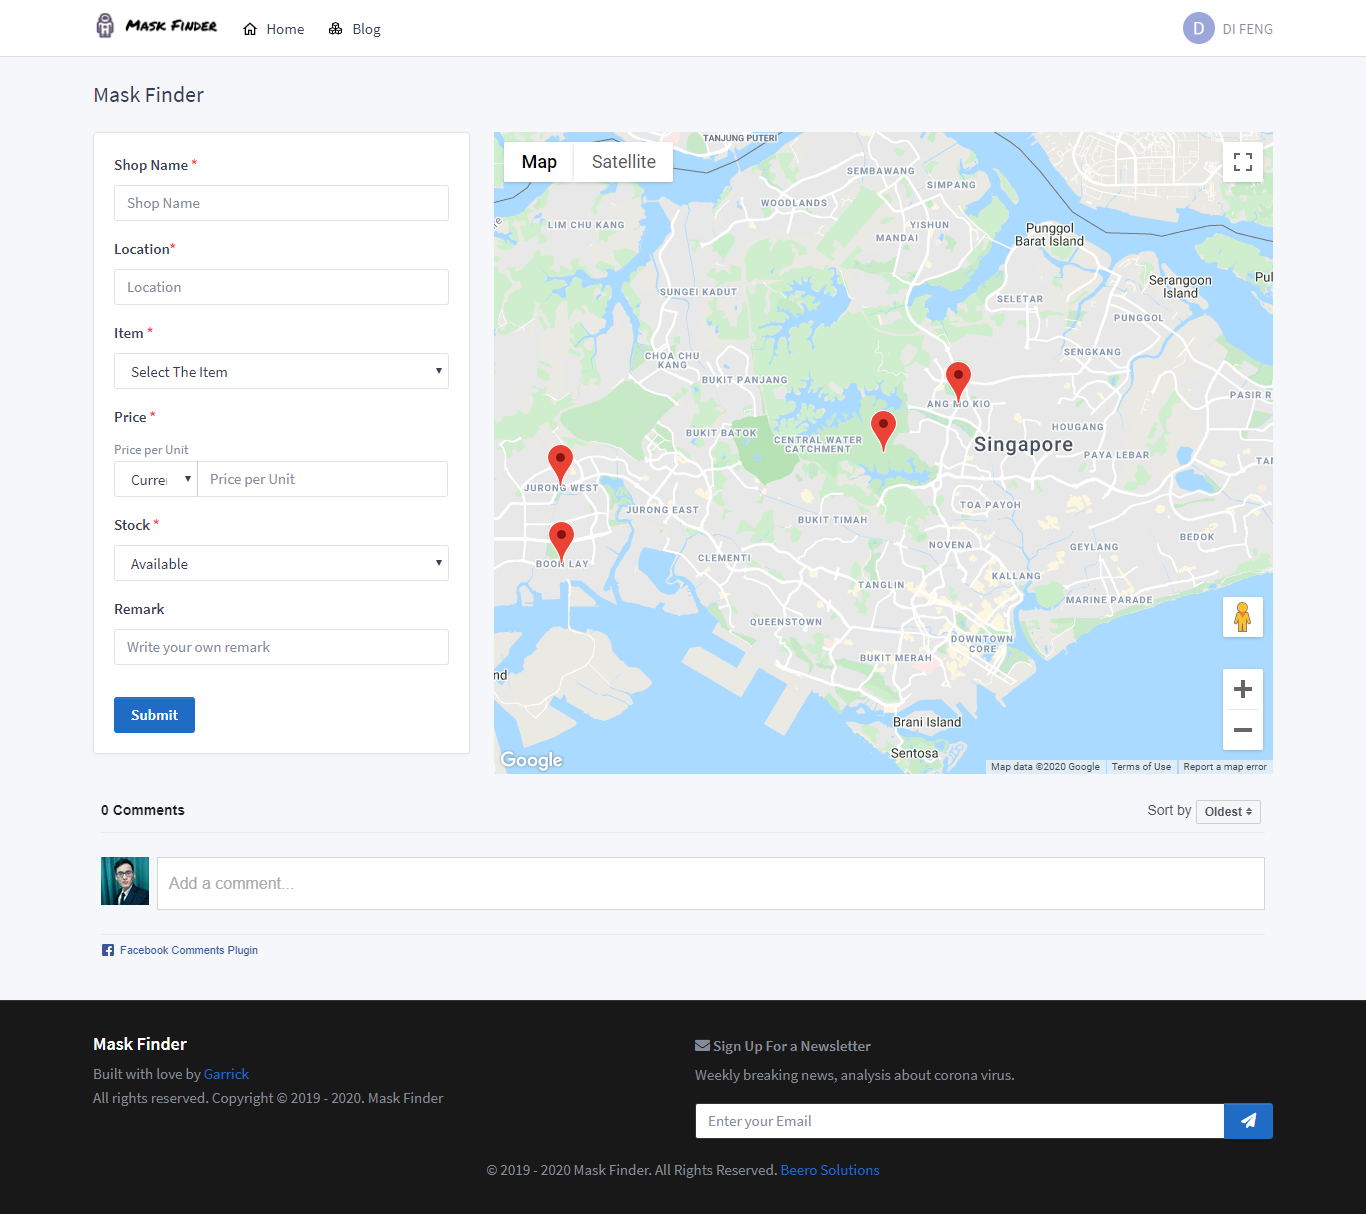 Mask Finder
Home
Blog
D
DI FENG
Mask Finder
Shop Name *
Shop Name
Location*
Location
Item *
Select The Item
Price *
Price per Unit
Curre
Price per Unit
Stock *
Available
Remark
Write your own remark
Submit
Map
Satellite
TANJUNG PUTERI
SEMBAWANG
SIMPANG
WOODLANDS
LIM CHU KANG
YISHUN
MANDAI
Punggol
Barat Island
Serangoon
Island
Pul
SUNGEI KADUT
SELETAR
PUNGGOL
SENGKANG
CHOA CHU
KANG
BUKIT PANJANG
ANG MO KIO
PASIR R
HOUGANG
BUKIT BATOK
CENTRAL WATER
CATCHMENT
Singapore
PAYA LEBAR
TAI
JURONG WEST
JURONG EAST
TOA PAYOH
BUKIT TIMAH
BEDOK
NOVENA
GEYLANG
CLEMENTI
BOON LAY
KALLANG
TANGLIN
MARINE PARADE
QUEENSTOWN
DOWNTOWN
CORE
BUKIT MERAH
nd
Brani Island
Sentosa
Google
Map data ©2020 Google
Terms of Use
Report a map error
0 Comments
Sort by
Oldest
Add a comment...
Facebook Comments Plugin
Mask Finder
Built with love by Garrick
All rights reserved. Copyright © 2019 - 2020. Mask Finder
Sign Up For a Newsletter
Weekly breaking news, analysis about corona virus.
Enter your Email
© 2019 - 2020 Mask Finder. All Rights Reserved. Beero Solutions